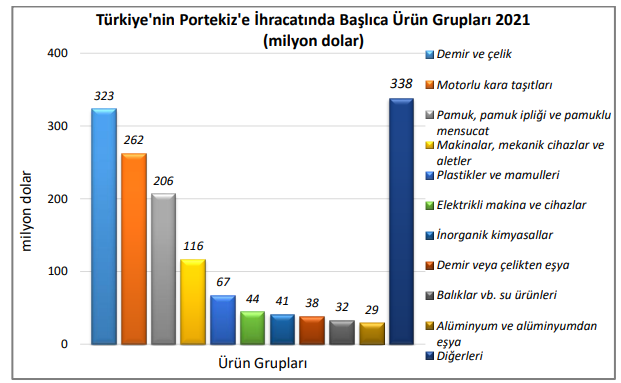 Türkiye'nin Portekiz'e İhracatında Başlıca Ürün Grupları 2021
(milyon dolar)
milyon dolar
400
300
200
100
0
323
262
206
116
67
44
41
38
32
29
338
Ürün Grupları
Demir ve çelik
Motorlu kara taşıtları
Pamuk, pamuk ipliği ve pamuklu
mensucat
Makinalar, mekanik cihazlar ve
aletler
Plastikler ve mamulleri
Elektrikli makina ve cihazlar
İnorganik kimyasallar
Demir veya çelikten eşya
Balıklar vb. su ürünleri
Alüminyum ve alüminyumdan
eşya
Diğerleri